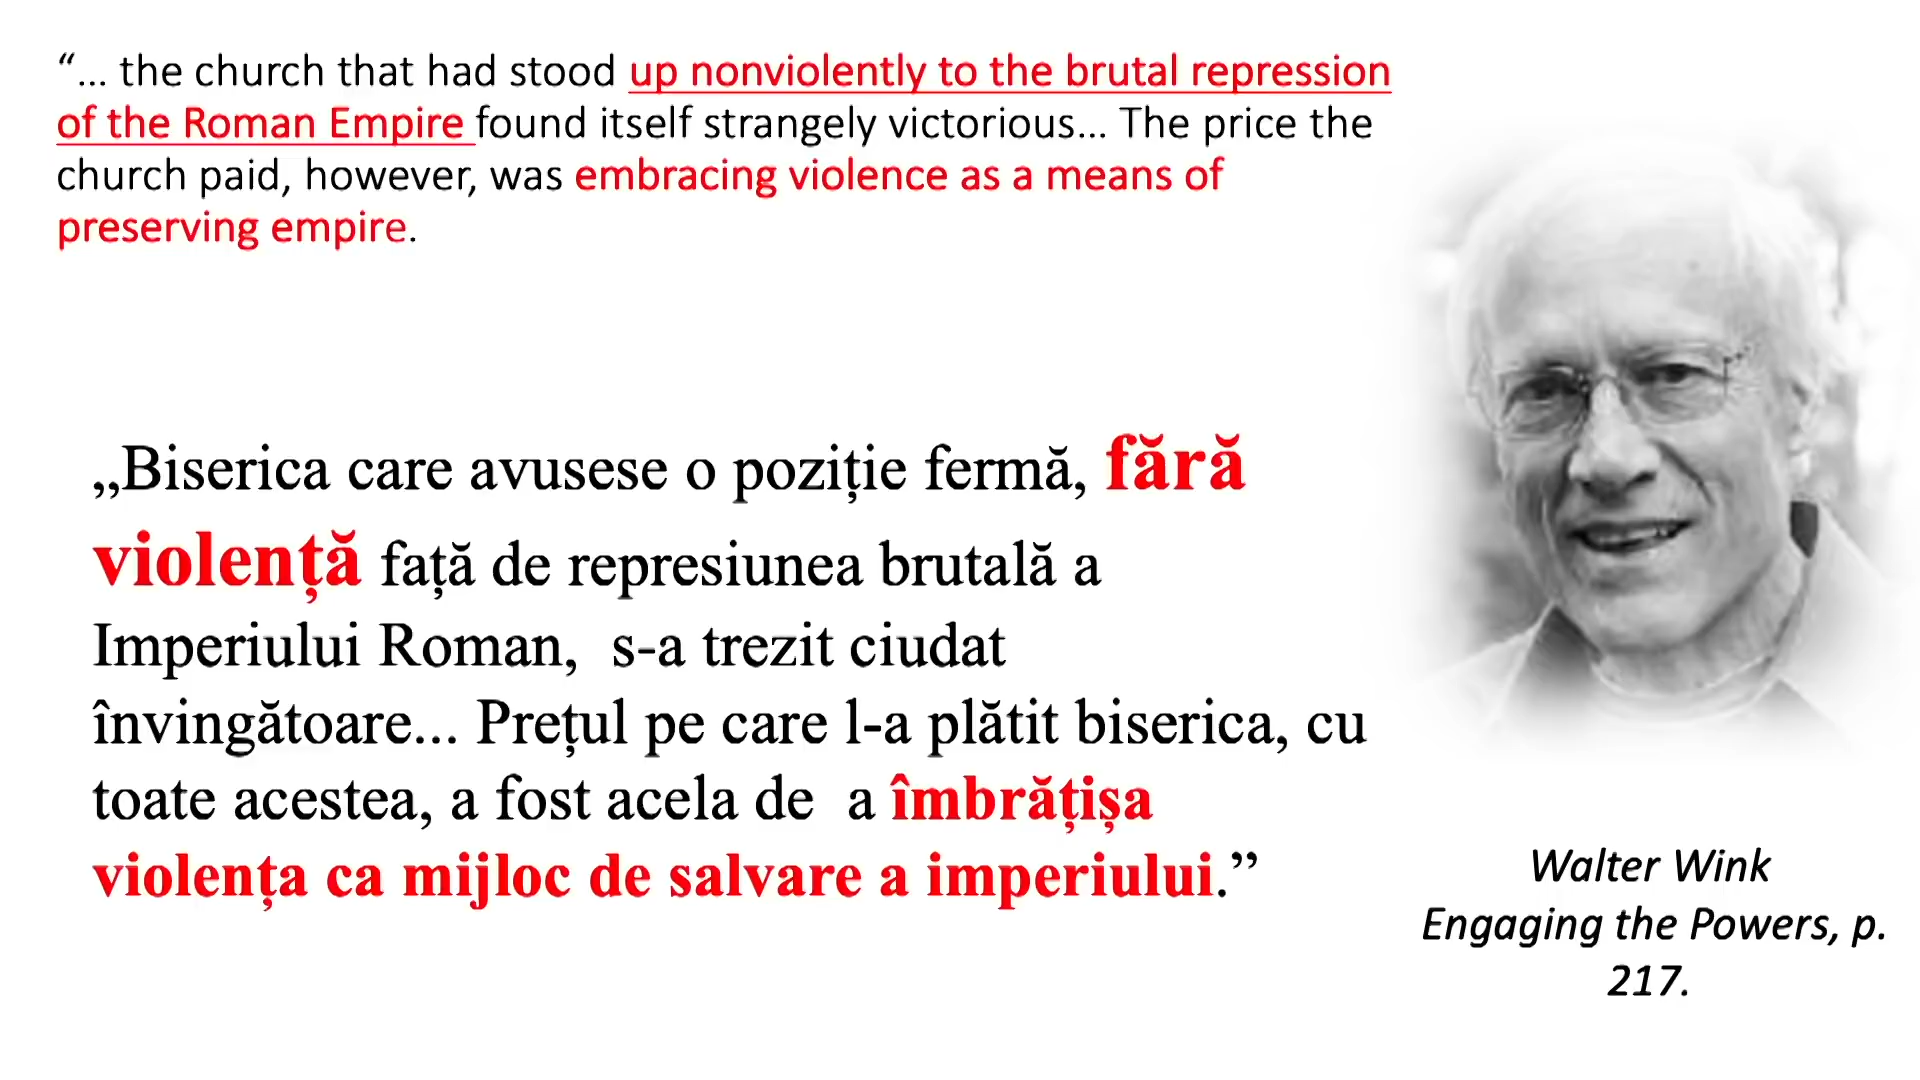 “... the church that had stood up nonviolently to the brutal repression
of the Roman Empire found itself strangely victorious... The price the
church paid, however, was embracing violence as a means of
preserving empire.
„Biserica care avusese o poziție fermă, fără
violență față de represiunea brutală a
Imperiului Roman, s-a trezit ciudat
învingătoare... Prețul pe care l-a plătit biserica, cu
toate acestea, a fost acela de a îmbrățișa
violența ca mijloc de salvare a imperiului.”
Walter Wink
Engaging the Powers, p.
217.